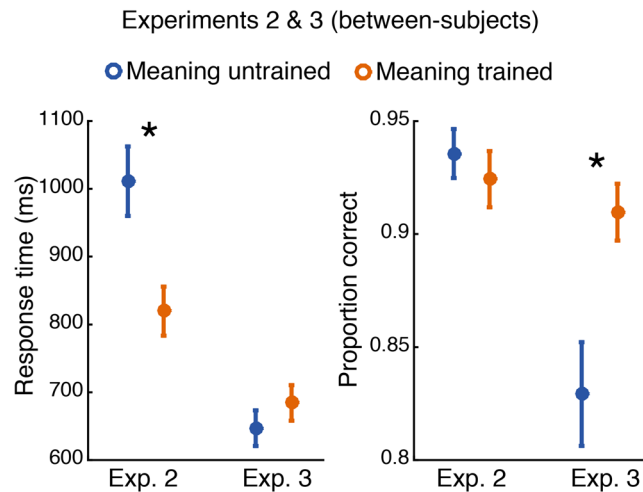 Experiments 2 & 3 (between-subjects)
Meaning untrained Meaning trained
Response time (ms)
1100
1000
900
800
700
600
Exp. 2 Exp. 3
*
Proportion correct
0.95
0.9
0.85
0.8
Exp. 2 Exp. 3
*